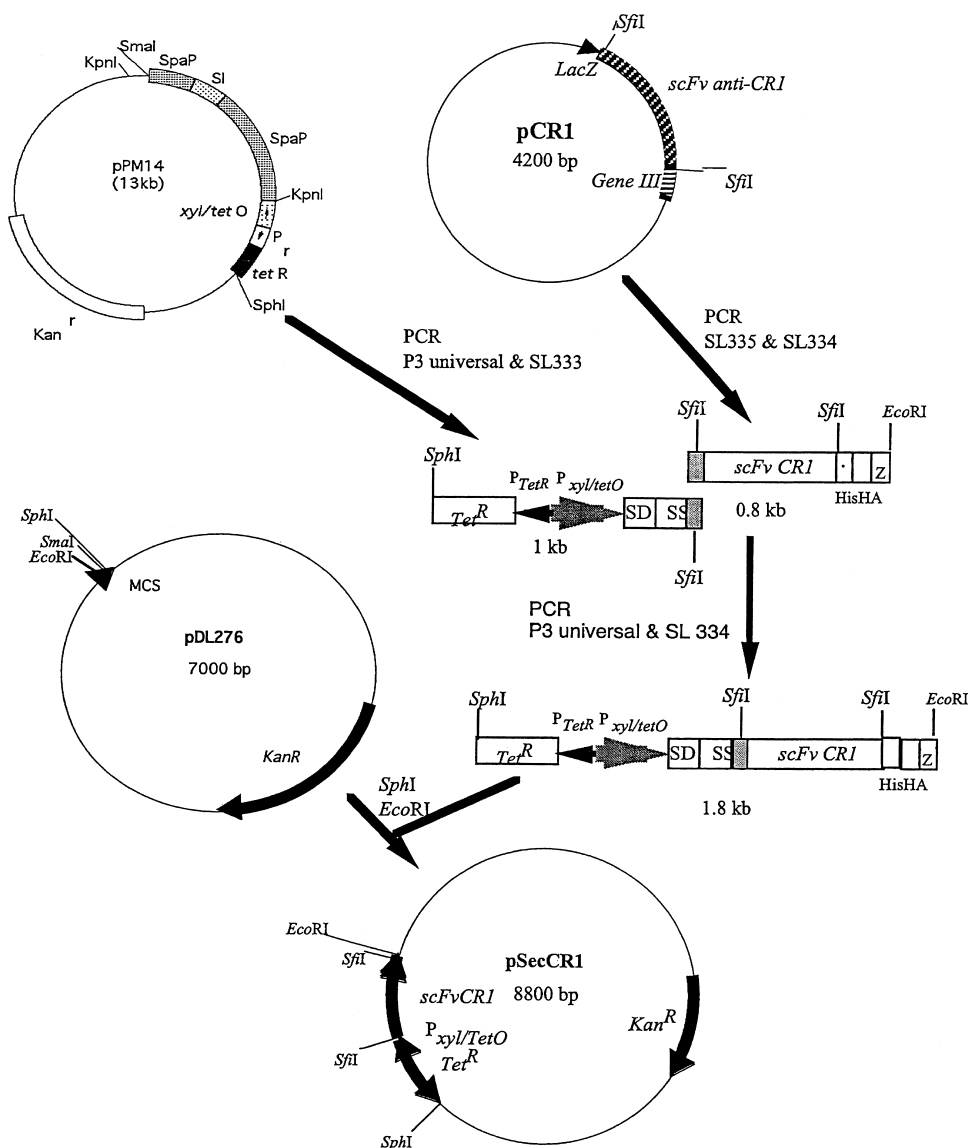 SmaI
KpnI
SpaP
SI
SpaP
pPM14
(13kb)
KpnI
xyl/tet O
P
r
tet R
SphI
Kan r
SfiI
LacZ
scFv anti-CR1
pCR1
4200 bp
Gene III
SfiI
PCR
P3 universal & SL333
PCR
SL335 & SL334
SfiI
SfiI
EcoRI
scFv CR1
Z
HisHA
0.8 kb
SphI
PTetR P xyl/tetO
TetR
SD
SS
1 kb
SfiI
SphI
SmaI
EcoRI
MCS
pDL276
7000 bp
KanR
PCR
P3 universal & SL 334
SphI
SfiI
SfiI
EcoRI
PTetR Pxyl/tetO
TetR
SD
SS
scFv CR1
Z
HisHA
1.8 kb
SphI
EcoRI
EcoRI
SfiI
pSecCR1
8800 bp
scFvCR1
Pxyl/TetO
TetR
KanR
SfiI
SphI